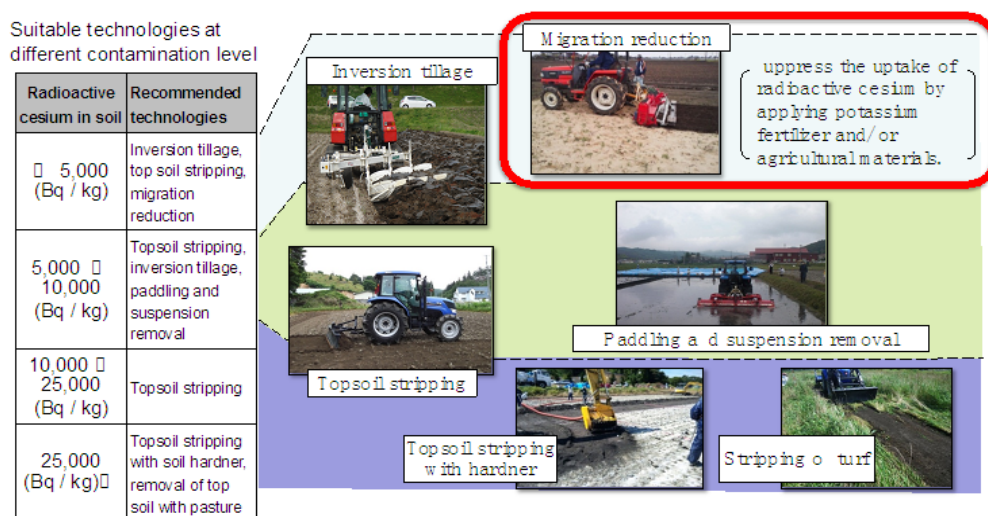 Suitable technologies at
different contamination level
Radioactive
cesium in soil
Recommended
technologies
▯ 5,000
(Bq / kg)
Inversion tillage,
top soil stripping,
migration
reduction
5,000 ▯
10,000
(Bq / kg)
Topsoil stripping,
inversion tillage,
paddling and
suspension
removal
10,000 ▯
25,000
(Bq / kg)
Topsoil stripping
25,000
(Bq / kg)▯
Topsoil stripping
with soil hardner,
removal of top
soil with pasture
Inversion tillage
Migration reduction
uppress the uptake of
radioactive cesium by
applying potassium
fertilizer and/or
agricultural materials.
Topsoil stripping
Paddling a d suspension removal
Topsoil stripping
with hardner
Stripping o turf